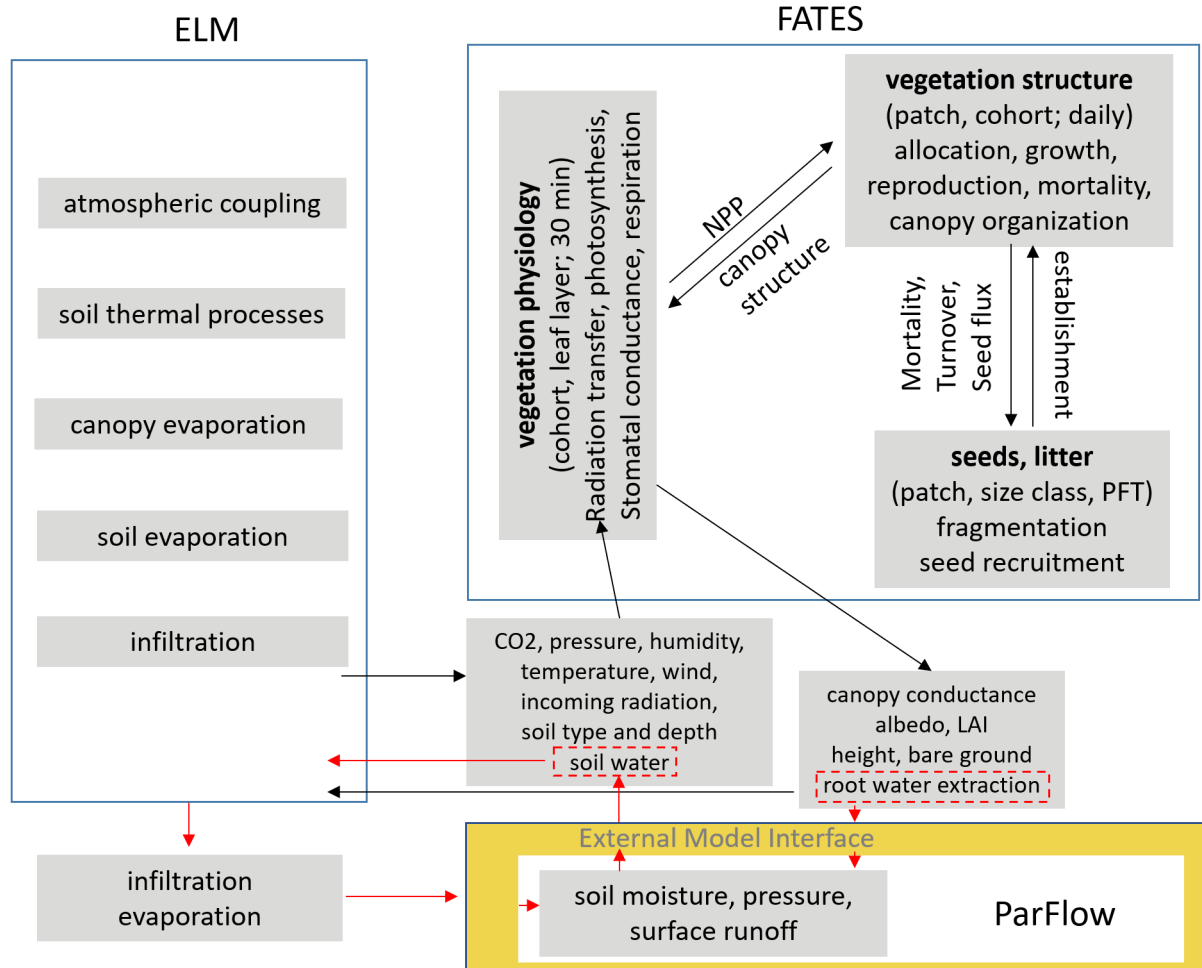 ELM
FATES
atmospheric coupling
soil thermal processes
canopy evaporation
soil evaporation
infiltration
vegetation physiology
(cohort, leaf layer; 30 min)
Radiation transfer, photosynthesis,
Stomatal conductance, respiration
NPP
canopy
structure
vegetation structure
(patch, cohort; daily)
allocation, growth,
reproduction, mortality,
canopy organization
Mortality,
Turnover,
Seed flux
establishment
seeds, litter
(patch, size class, PFT)
fragmentation
seed recruitment
CO2, pressure, humidity,
temperature, wind,
incoming radiation,
soil type and depth
soil water
canopy conductance
albedo, LAI
height, bare ground
root water extraction
infiltration
evaporation
External Model Interface
soil moisture, pressure,
surface runoff
ParFlow